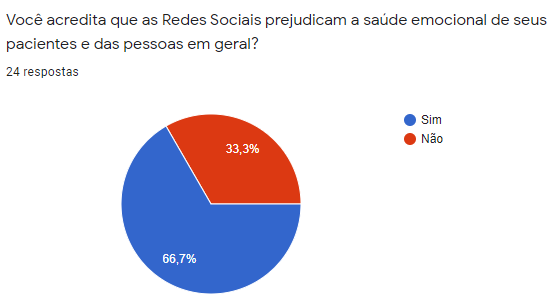 Você acredita que as Redes Sociais prejudicam a saúde emocional de seus
pacientes e das pessoas em geral?
24 respostas
Sim
Não
33,3%
66,7%